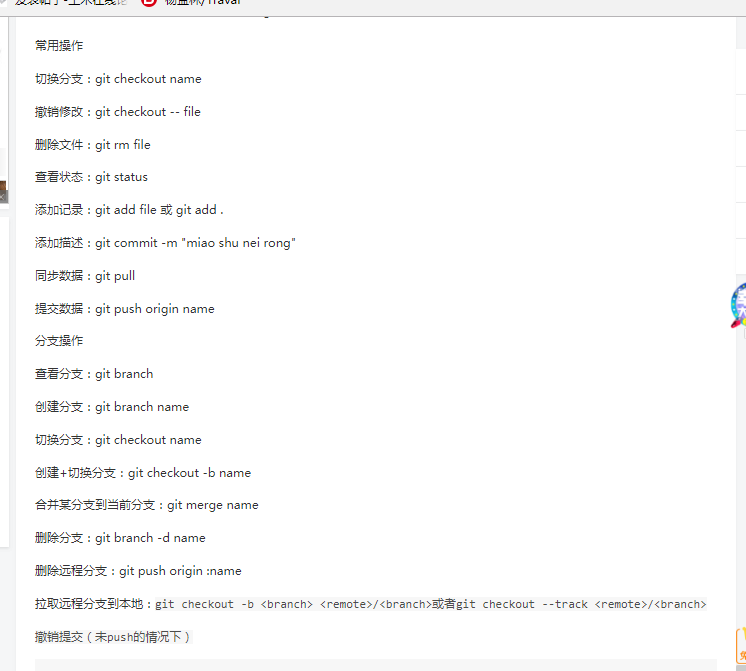 常用操作
切换分支：git checkout name
撤销修改：git checkout -- file
删除文件：git rm file
查看状态：git status
添加记录：git add file 或 git add .
添加描述：git commit -m "miao shu nei rong"
同步数据：git pull
提交数据：git push origin name
分支操作
查看分支：git branch
创建分支：git branch name
切换分支：git checkout name
创建+切换分支：git checkout -b name
合并某分支到当前分支：git merge name
删除分支：git branch -d name
删除远程分支：git push origin :name
拉取远程分支到本地：git checkout -b <branch> <remote>/<branch>或者git checkout --track <remote>/<branch>
撤销提交（未push的情况下）